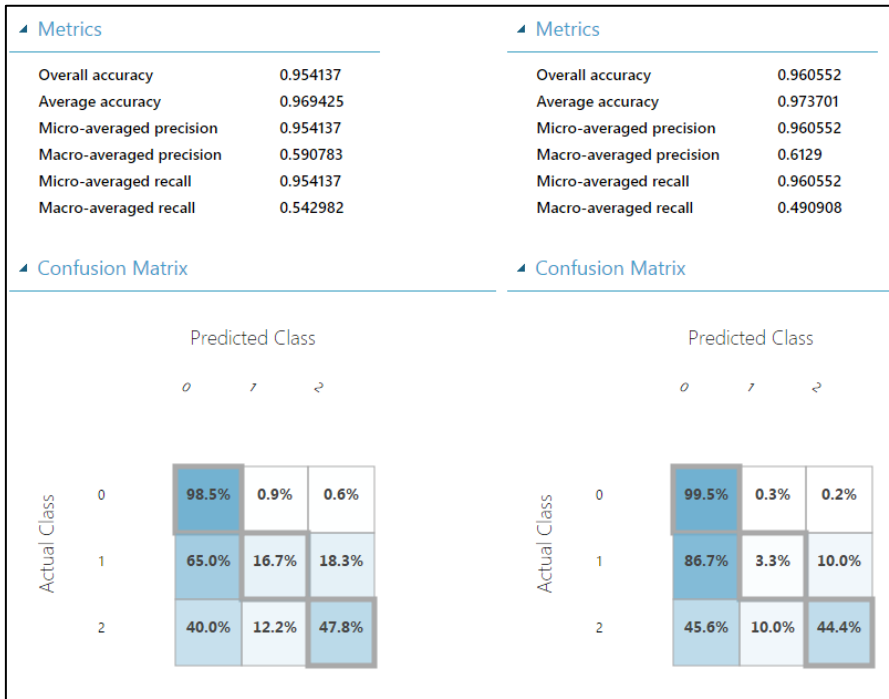 Metrics
Overall accuracy 0.954137
Average accuracy 0.969425
Micro-averaged precision 0.954137
Macro-averaged precision 0.590783
Micro-averaged recall 0.954137
Macro-averaged recall 0.542982
Confusion Matrix
Predicted Class
0 1 2
Actual Class
0 98.5% 0.9% 0.6%
1 65.0% 16.7% 18.3%
2 40.0% 12.2% 47.8%
Metrics
Overall accuracy 0.960552
Average accuracy 0.973701
Micro-averaged precision 0.960552
Macro-averaged precision 0.6129
Micro-averaged recall 0.960552
Macro-averaged recall 0.490908
Confusion Matrix
Predicted Class
0 1 2
Actual Class
0 99.5% 0.3% 0.2%
1 86.7% 3.3% 10.0%
2 45.6% 10.0% 44.4%